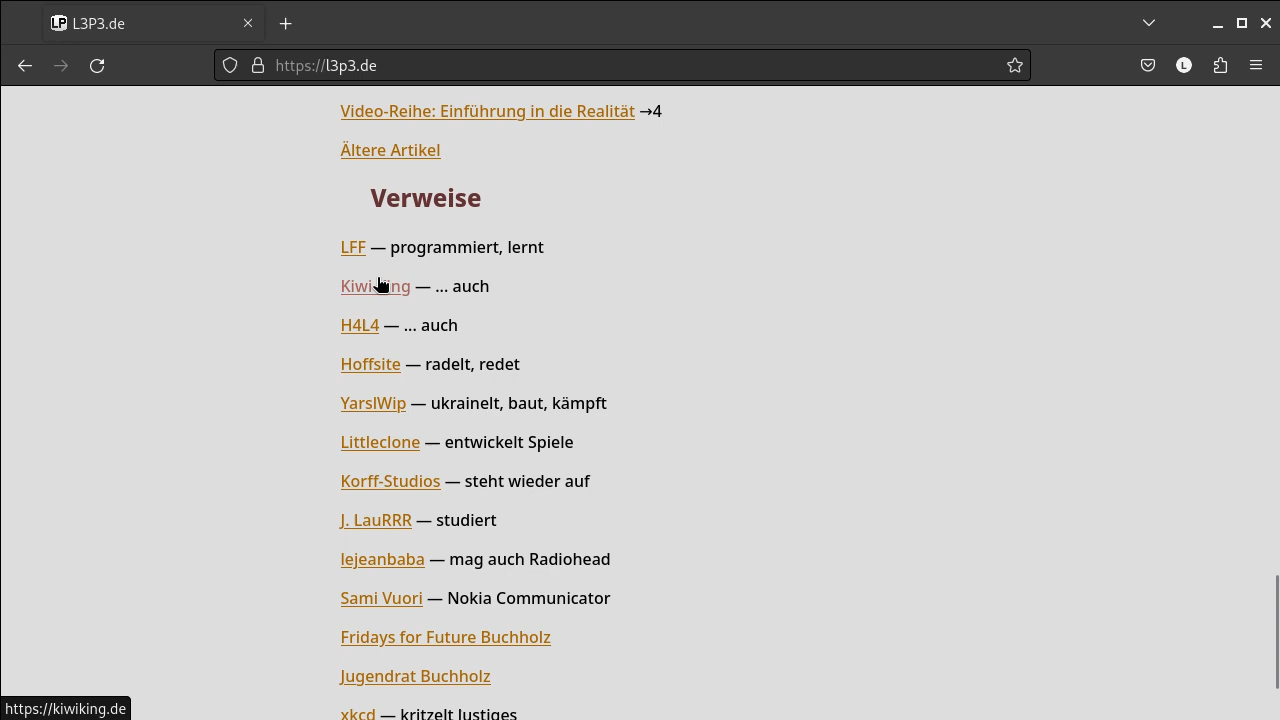 L3P3.de
https://l3p3.de
Video-Reihe: Einführung in die Realität →4
Ältere Artikel
Verweise
LFF — programmiert, lernt
Kiwiking — ... auch
H4L4 — ... auch
Hoffsite — radelt, redet
YarslWip — ukrainelt, baut, kämpft
Littleclone — entwickelt Spiele
Korff-Studios — steht wieder auf
J. LauRRR — studiert
lejeanbaba — mag auch Radiohead
Sami Vuori — Nokia Communicator
Fridays for Future Buchholz
Jugendrat Buchholz
xkcd — kritzelt lustiges
https://kiwiking.de